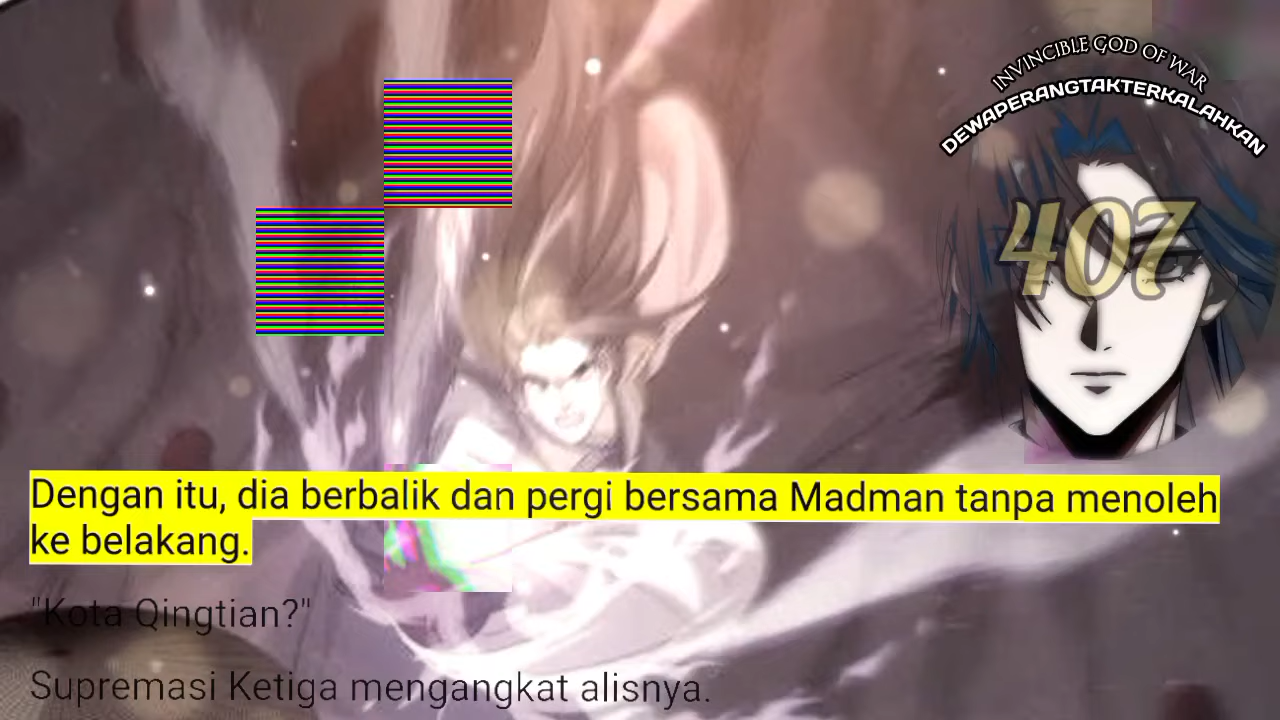 INVINCIBLE GOD OF WAR
DEWAPERANGTAKTERKALAHKAN
407
Dengan itu, dia berbalik dan pergi bersama Madman tanpa menoleh
ke belakang.
"Kota Qingtian?"
Supremasi Ketiga mengangkat alisnya.